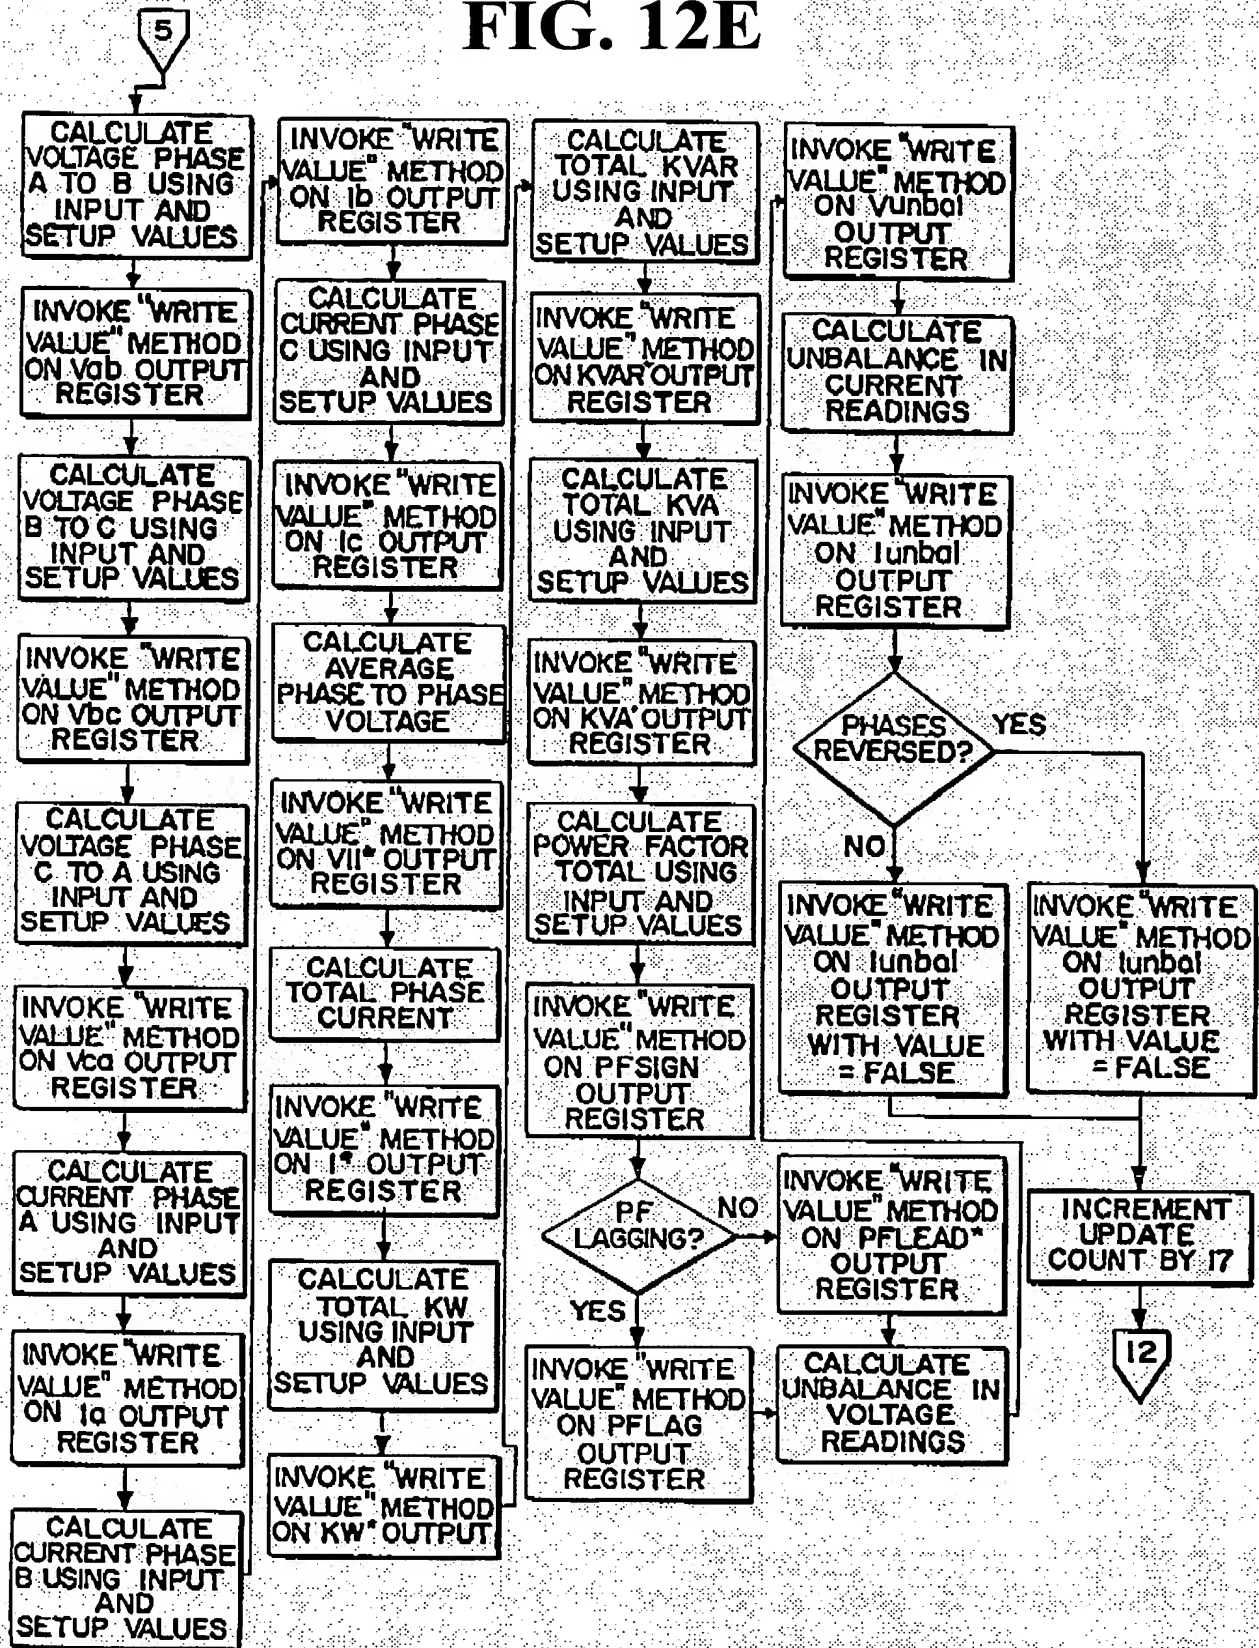 FIG. 12E
5
CALCULATE
VOLTAGE PHASE
A TO B USING
INPUT AND
SETUP VALUES
INVOKE "WRITE
VALUE" METHOD
ON Vab OUTPUT
REGISTER
CALCULATE
VOLTAGE PHASE
B TO C USING
INPUT AND
SETUP VALUES
INVOKE "WRITE
VALUE" METHOD
ON Vbc OUTPUT
REGISTER
CALCULATE
VOLTAGE PHASE
C TO A USING
INPUT AND
SETUP VALUES
INVOKE "WRITE
VALUE" METHOD
ON Vca OUTPUT
REGISTER
CALCULATE
CURRENT PHASE
A USING INPUT
AND
SETUP VALUES
INVOKE "WRITE
VALUE" METHOD
ON Ia OUTPUT
REGISTER
CALCULATE
CURRENT PHASE
B USING INPUT
AND
SETUP VALUES
INVOKE "WRITE
VALUE" METHOD
ON Ib OUTPUT
REGISTER
CALCULATE
CURRENT PHASE
C USING INPUT
AND
SETUP VALUES
INVOKE "WRITE
VALUE" METHOD
ON Ic OUTPUT
REGISTER
CALCULATE
AVERAGE
PHASE TO PHASE
VOLTAGE
INVOKE "WRITE
VALUE" METHOD
ON Vll* OUTPUT
REGISTER
CALCULATE
TOTAL PHASE
CURRENT
INVOKE "WRITE
VALUE" METHOD
ON I* OUTPUT
REGISTER
CALCULATE
TOTAL KW
USING INPUT
AND
SETUP VALUES
INVOKE "WRITE
VALUE" METHOD
ON KW* OUTPUT
CALCULATE
TOTAL KVAR
USING INPUT
AND
SETUP VALUES
INVOKE "WRITE
VALUE" METHOD
ON KVAR* OUTPUT
REGISTER
CALCULATE
TOTAL KVA
USING INPUT
AND
SETUP VALUES
INVOKE "WRITE
VALUE" METHOD
ON KVA* OUTPUT
REGISTER
CALCULATE
POWER FACTOR
TOTAL USING
INPUT AND
SETUP VALUES
INVOKE "WRITE
VALUE" METHOD
ON PFSIGN
OUTPUT
REGISTER
PF
LAGGING?
NO
YES
INVOKE "WRITE
VALUE" METHOD
ON PFLAG
OUTPUT
REGISTER
INVOKE "WRITE
VALUE" METHOD
ON PFLEAD*
OUTPUT
REGISTER
CALCULATE
UNBALANCE IN
VOLTAGE
READINGS
INVOKE "WRITE
VALUE" METHOD
ON Vunbal
OUTPUT
REGISTER
CALCULATE
UNBALANCE IN
CURRENT
READINGS
INVOKE "WRITE
VALUE" METHOD
ON Iunbal
OUTPUT
REGISTER
PHASES
REVERSED?
YES
NO
INVOKE "WRITE
VALUE" METHOD
ON Iunbal
OUTPUT
REGISTER
WITH VALUE
= FALSE
INVOKE "WRITE
VALUE" METHOD
ON Iunbal
OUTPUT
REGISTER
WITH VALUE
= FALSE
INCREMENT
UPDATE
COUNT BY 17
12